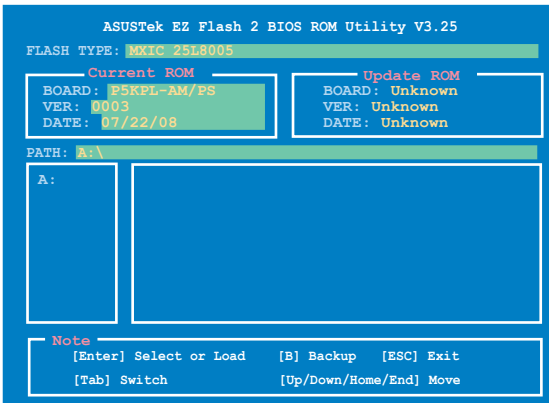 ASUSTek EZ Flash 2 BIOS ROM Utility V3.25
FLASH TYPE: MXIC 25L8005
Current ROM
BOARD: P5KPL-AM/PS
VER: 0003
DATE: 07/22/08
Update ROM
BOARD: Unknown
VER: Unknown
DATE: Unknown
PATH: A:\
A:
Note
[Enter] Select or Load [B] Backup [ESC] Exit
[Tab] Switch [Up/Down/Home/End] Move